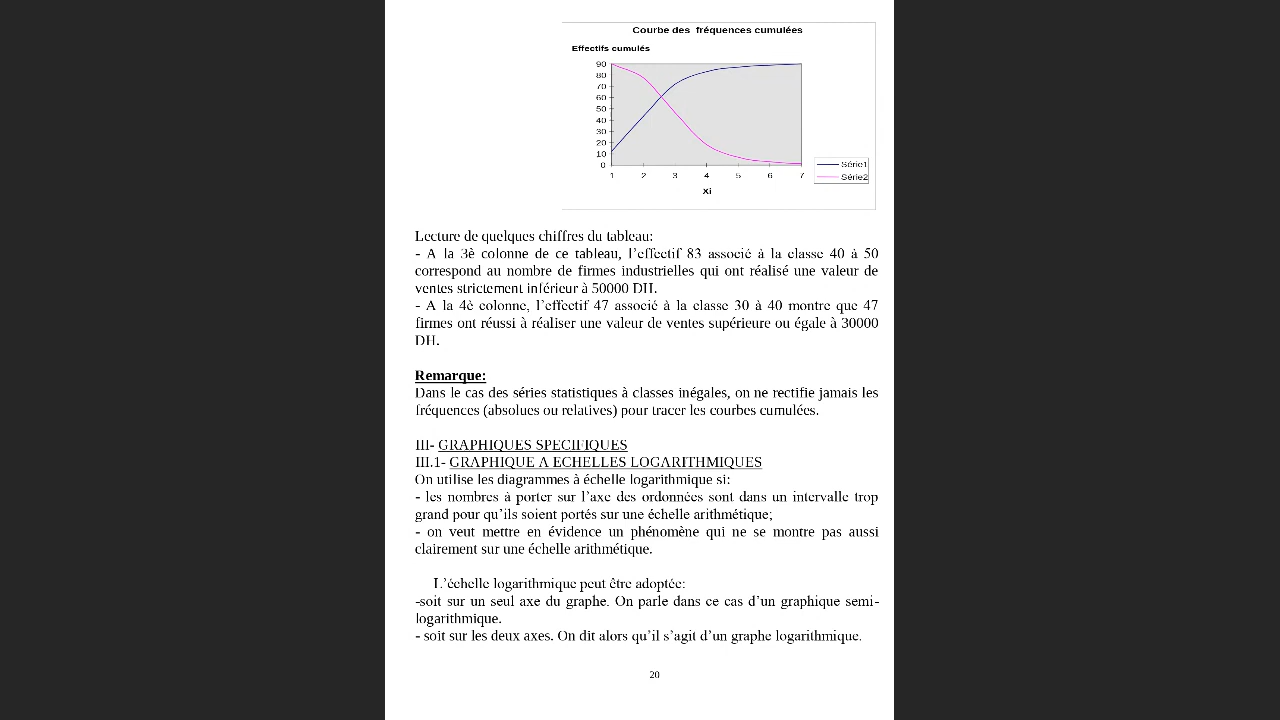 Courbe des fréquences cumulées
Effectifs cumulés
90
80
70
60
50
40
30
20
10
0
1 2 3 4 5 6 7
Xi
Série1
Série2
Lecture de quelques chiffres du tableau:
- A la 3è colonne de ce tableau, l’effectif 83 associé à la classe 40 à 50
correspond au nombre de firmes industrielles qui ont réalisé une valeur de
ventes strictement inférieur à 50000 DH.
- A la 4è colonne, l’effectif 47 associé à la classe 30 à 40 montre que 47
firmes ont réussi à réaliser une valeur de ventes supérieure ou égale à 30000
DH.
Remarque:
Dans le cas des séries statistiques à classes inégales, on ne rectifie jamais les
fréquences (absolues ou relatives) pour tracer les courbes cumulées.
III- GRAPHIQUES SPECIFIQUES
III.1- GRAPHIQUE A ECHELLES LOGARITHMIQUES
On utilise les diagrammes à échelle logarithmique si:
- les nombres à porter sur l’axe des ordonnées sont dans un intervalle trop
grand pour qu’ils soient portés sur une échelle arithmétique;
- on veut mettre en évidence un phénomène qui ne se montre pas aussi
clairement sur une échelle arithmétique.
L’échelle logarithmique peut être adoptée:
-soit sur un seul axe du graphe. On parle dans ce cas d’un graphique semi-
logarithmique.
- soit sur les deux axes. On dit alors qu’il s’agit d’un graphe logarithmique.
20